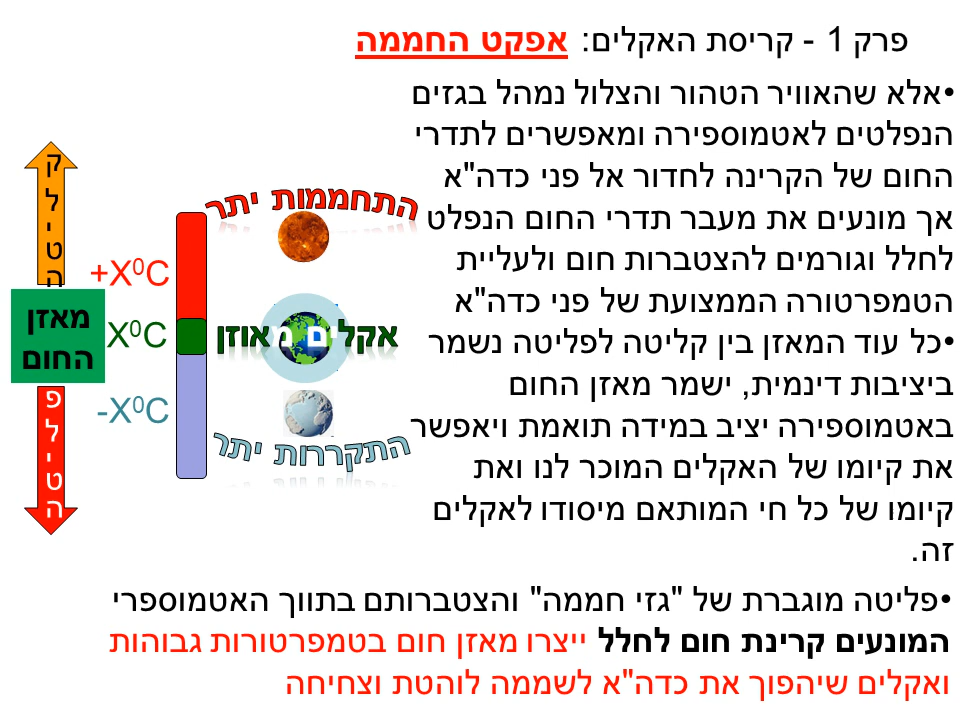 פרק 1 - קריסת האקלים: אפקט החממה
•אלא שהאוויר הטהור והצלול נמהל בגזים
הנפלטים לאטמוספירה ומאפשרים לתדרי
החום של הקרינה לחדור אל פני כדה"א
אך מונעים את מעבר תדרי החום הנפלט
לחלל וגורמים להצטברות חום ולעליית
הטמפרטורה הממצועת של פני כדה"א
•כל עוד המאזן בין קליטה לפליטה נשמר
ביציבות דינמית, ישמר מאזן החום
באטמוספירה יציב במידה תואמת ויאפשר
את קיומו של האקלים המוכר לנו ואת
קיומו של כל חי המותאם מיסודו לאקלים
זה.
•פליטה מוגברת של "גזי חממה" והצטברותם בתווך האטמוספרי
המונעים קרינת חום לחלל ייצרו מאזן חום בטמפרטורות גבוהות
ואקלים שיהפוך את כדה"א לשממה לוהטת וצחיחה
התחממות יתר
אקלים מאוזן
התקררות יתר
+X⁰C
X⁰C
-X⁰C
קליטה
מאזן
החום
פליטה